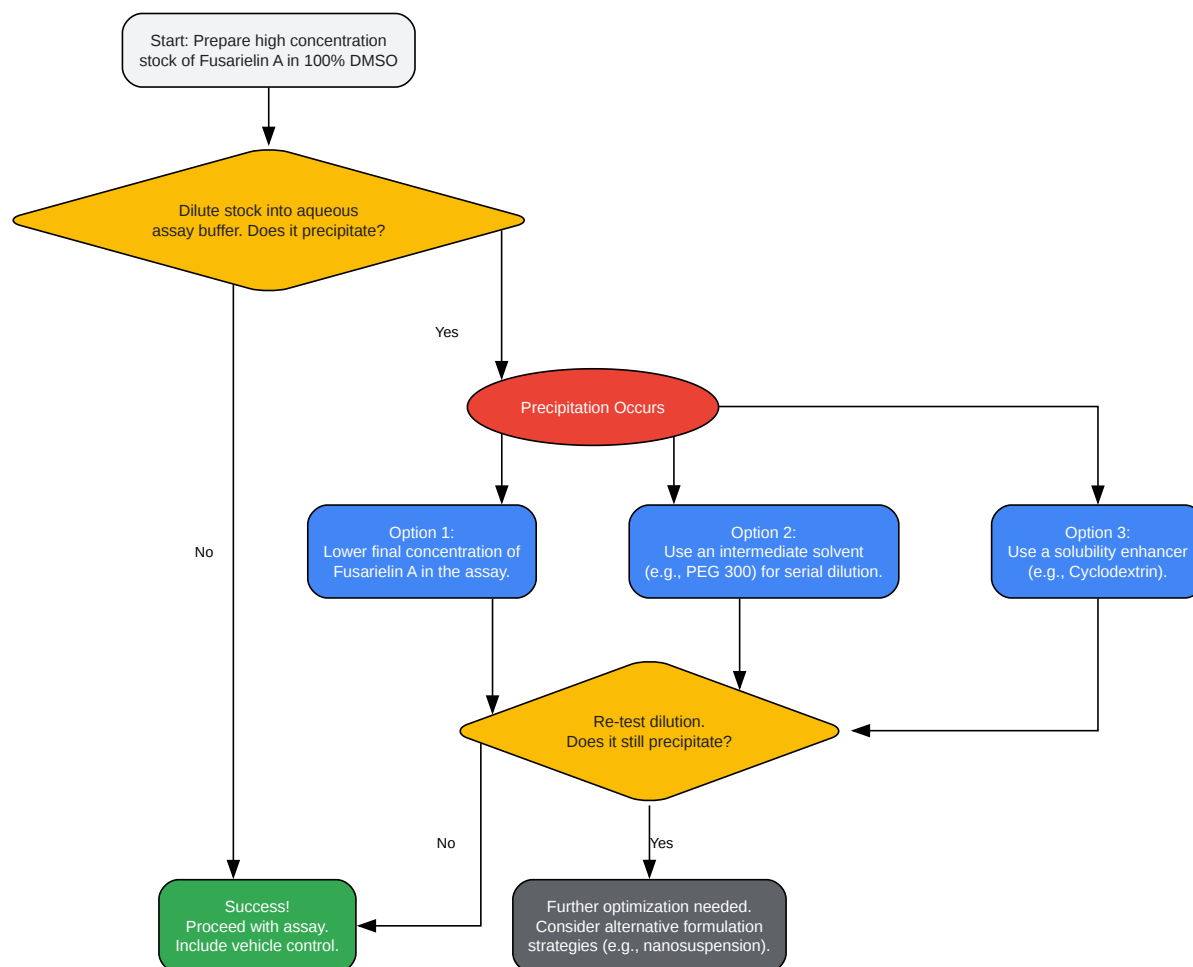 Start: Prepare high concentration
stock of Fusarielin A in 100% DMSO
Dilute stock into aqueous
assay buffer. Does it precipitate?
Yes
Precipitation Occurs
No
Option 1:
Lower final concentration of
Fusarielin A in the assay.
Option 2:
Use an intermediate solvent
(e.g., PEG 300) for serial dilution.
Option 3:
Use a solubility enhancer
(e.g., Cyclodextrin).
Re-test dilution.
Does it still precipitate?
No
Yes
Success!
Proceed with assay.
Include vehicle control.
Further optimization needed.
Consider alternative formulation
strategies (e.g., nanosuspension).